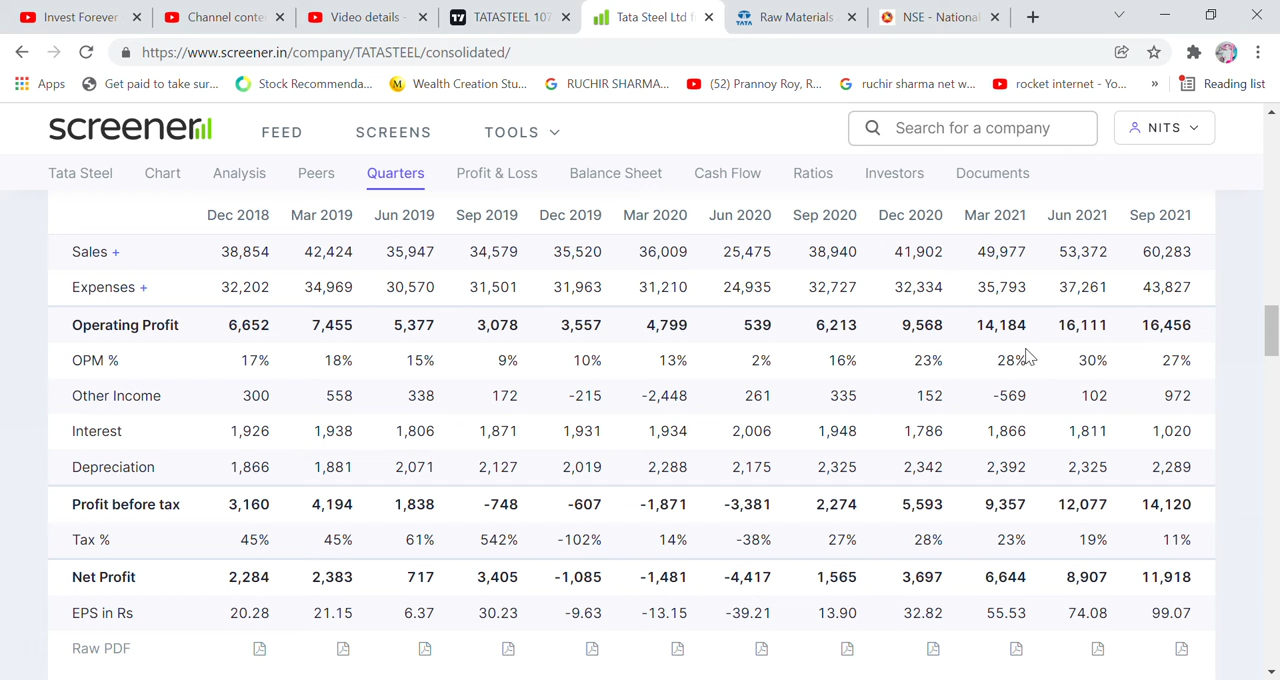 Invest Forever
Channel conte
Video details -
TATASTEEL 107
Tata Steel Ltd f
TATA
Raw Materials
NSE - National
https://www.screener.in/company/TATASTEEL/consolidated/
Apps
Get paid to take sur...
Stock Recommenda...
M
Wealth Creation Stu...
RUCHIR SHARMA...
(52) Prannoy Roy, R...
ruchir sharma net w...
rocket internet - Yo...
»
Reading list
screener
FEED
SCREENS
TOOLS
Search for a company
NITS
Tata Steel Chart Analysis Peers Quarters Profit & Loss Balance Sheet Cash Flow Ratios Investors Documents
Dec 2018 Mar 2019 Jun 2019 Sep 2019 Dec 2019 Mar 2020 Jun 2020 Sep 2020 Dec 2020 Mar 2021 Jun 2021 Sep 2021
Sales + 38,854 42,424 35,947 34,579 35,520 36,009 25,475 38,940 41,902 49,977 53,372 60,283
Expenses + 32,202 34,969 30,570 31,501 31,963 31,210 24,935 32,727 32,334 35,793 37,261 43,827
Operating Profit 6,652 7,455 5,377 3,078 3,557 4,799 539 6,213 9,568 14,184 16,111 16,456
OPM % 17% 18% 15% 9% 10% 13% 2% 16% 23% 28% 30% 27%
Other Income 300 558 338 172 -215 -2,448 261 335 152 -569 102 972
Interest 1,926 1,938 1,806 1,871 1,931 1,934 2,006 1,948 1,786 1,866 1,811 1,020
Depreciation 1,866 1,881 2,071 2,127 2,019 2,288 2,175 2,325 2,342 2,392 2,325 2,289
Profit before tax 3,160 4,194 1,838 -748 -607 -1,871 -3,381 2,274 5,593 9,357 12,077 14,120
Tax % 45% 45% 61% 542% -102% 14% -38% 27% 28% 23% 19% 11%
Net Profit 2,284 2,383 717 3,405 -1,085 -1,481 -4,417 1,565 3,697 6,644 8,907 11,918
EPS in Rs 20.28 21.15 6.37 30.23 -9.63 -13.15 -39.21 13.90 32.82 55.53 74.08 99.07
Raw PDF